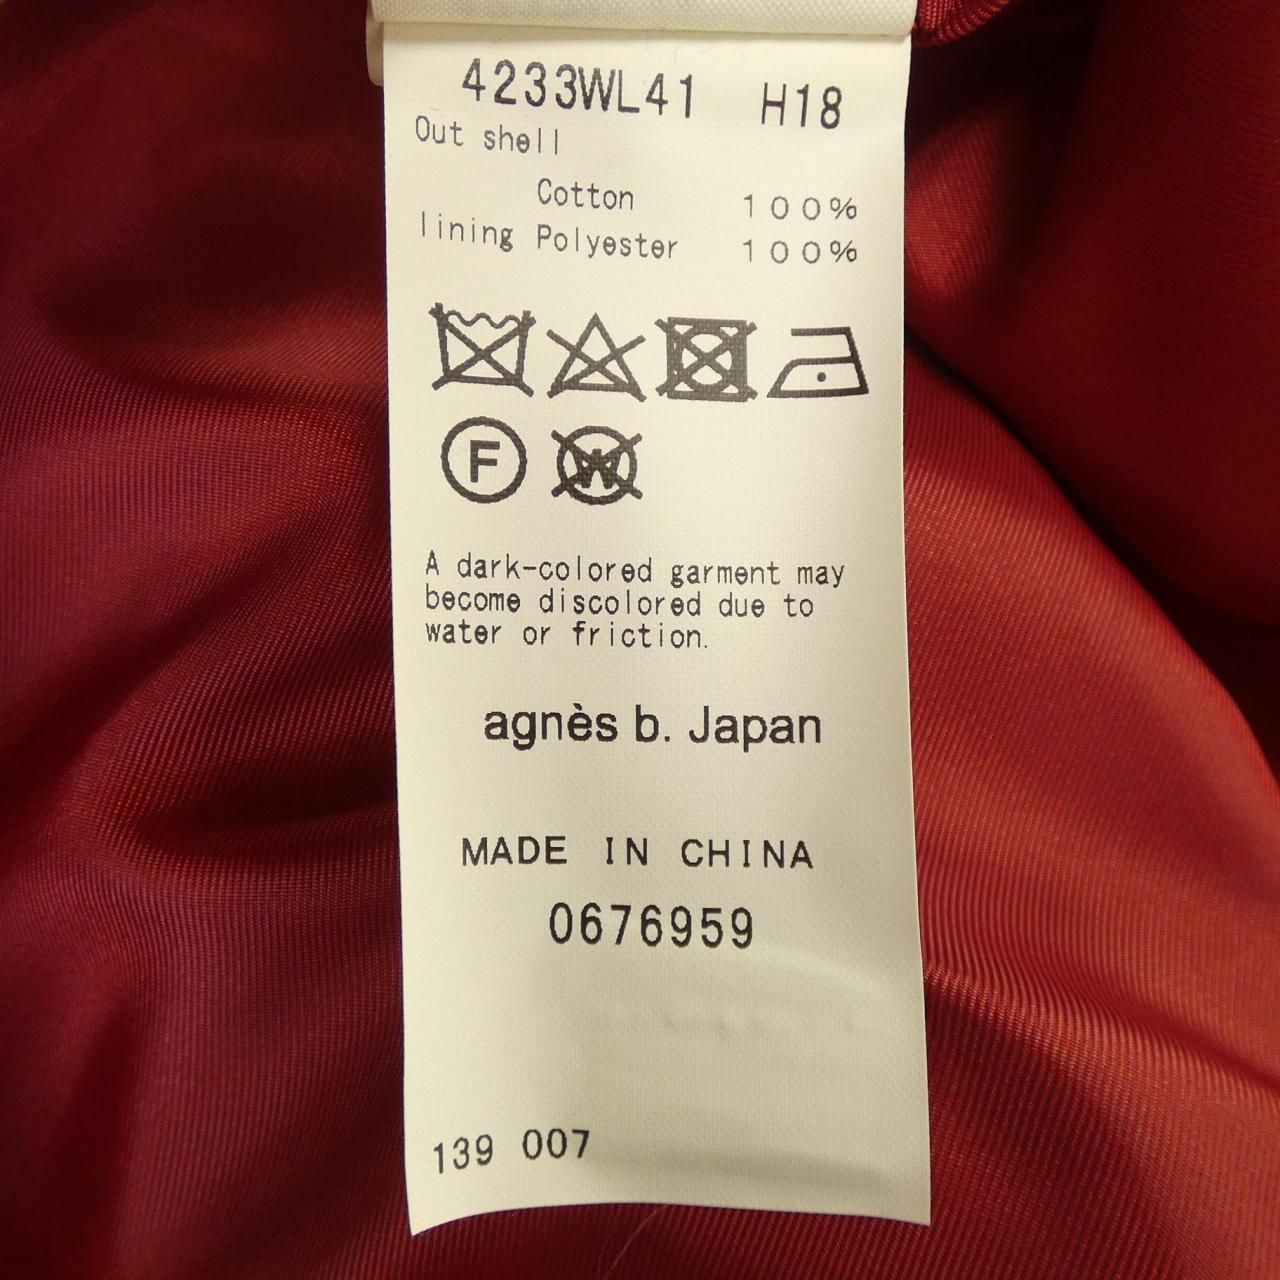 4233WL41 H18
Out shell
Cotton 100%
lining Polyester 100%
F W
A dark-colored garment may
become discolored due to
water or friction.
agnès b. Japan
MADE IN CHINA
0676959
139 007